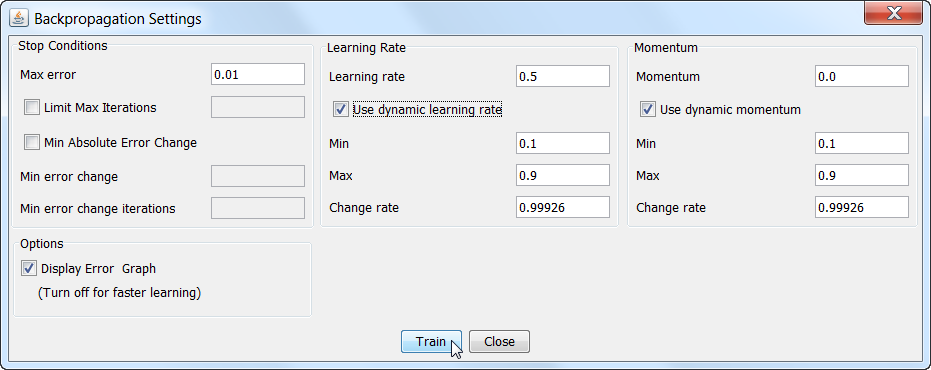 Backpropagation Settings
Stop Conditions
Max error 0.01
Limit Max Iterations
Min Absolute Error Change
Min error change
Min error change iterations
Learning Rate
Learning rate 0.5
Use dynamic learning rate
Min 0.1
Max 0.9
Change rate 0.99926
Momentum
Momentum 0.0
Use dynamic momentum
Min 0.1
Max 0.9
Change rate 0.99926
Options
Display Error Graph
(Turn off for faster learning)
Train Close